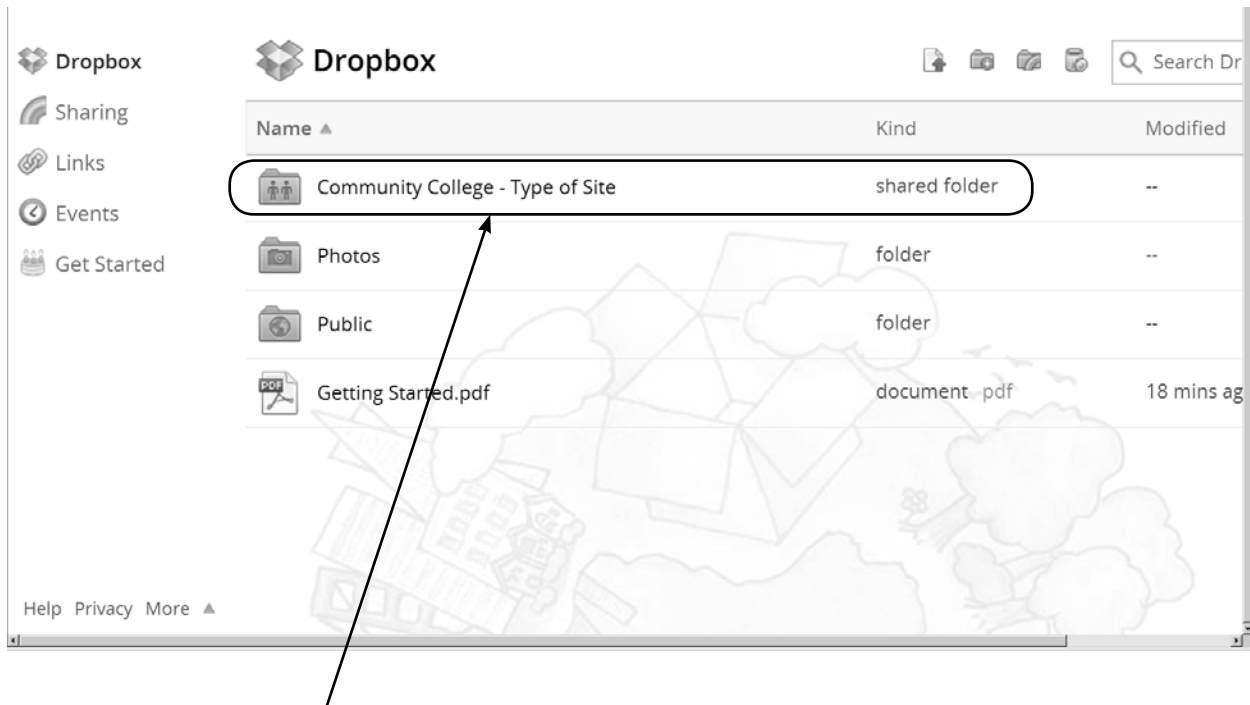 Dropbox
Sharing
Links
Events
Get Started
Help Privacy More ▲
Dropbox
Search Dr
Name ▲ Kind Modified
Community College - Type of Site shared folder --
Photos folder --
Public folder --
PDF
Getting Started.pdf document pdf 18 mins ag